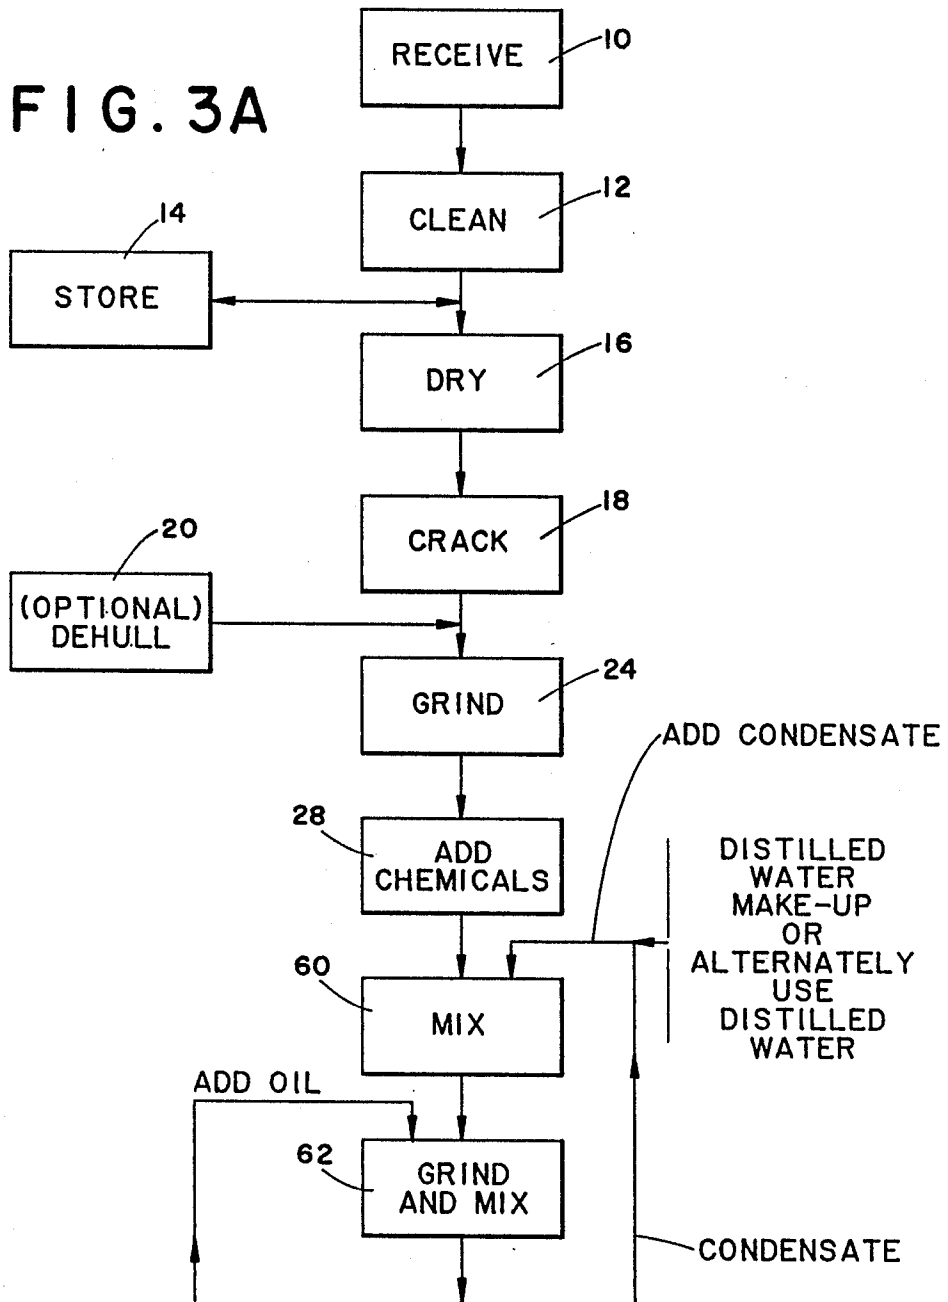 RECEIVE
10
FIG. 3A
CLEAN
12
14
STORE
DRY
16
CRACK
18
20
(OPTIONAL)
DEHULL
GRIND
24
ADD CONDENSATE
28
ADD
CHEMICALS
DISTILLED
WATER
MAKE-UP
OR
ALTERNATELY
USE
DISTILLED
WATER
60
MIX
ADD OIL
62
GRIND
AND MIX
CONDENSATE